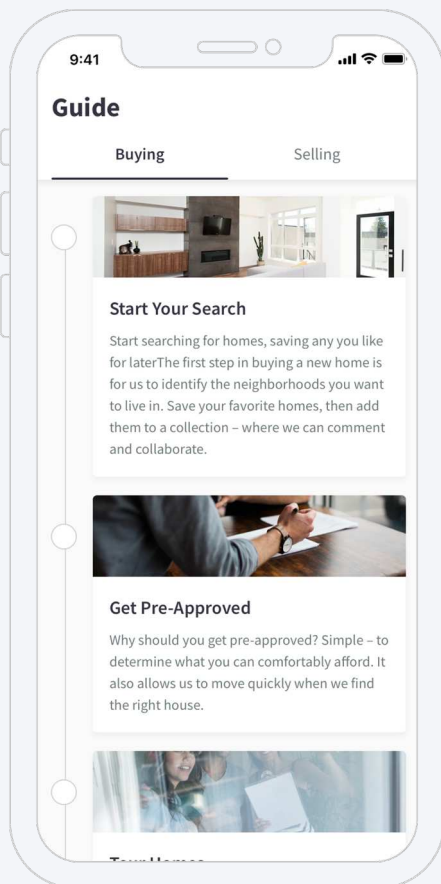 9:41
Guide
Buying Selling
Start Your Search
Start searching for homes, saving any you like
for laterThe first step in buying a new home is
for us to identify the neighborhoods you want
to live in. Save your favorite homes, then add
them to a collection – where we can comment
and collaborate.
Get Pre-Approved
Why should you get pre-approved? Simple – to
determine what you can comfortably afford. It
also allows us to move quickly when we find
the right house.
Tour Homes